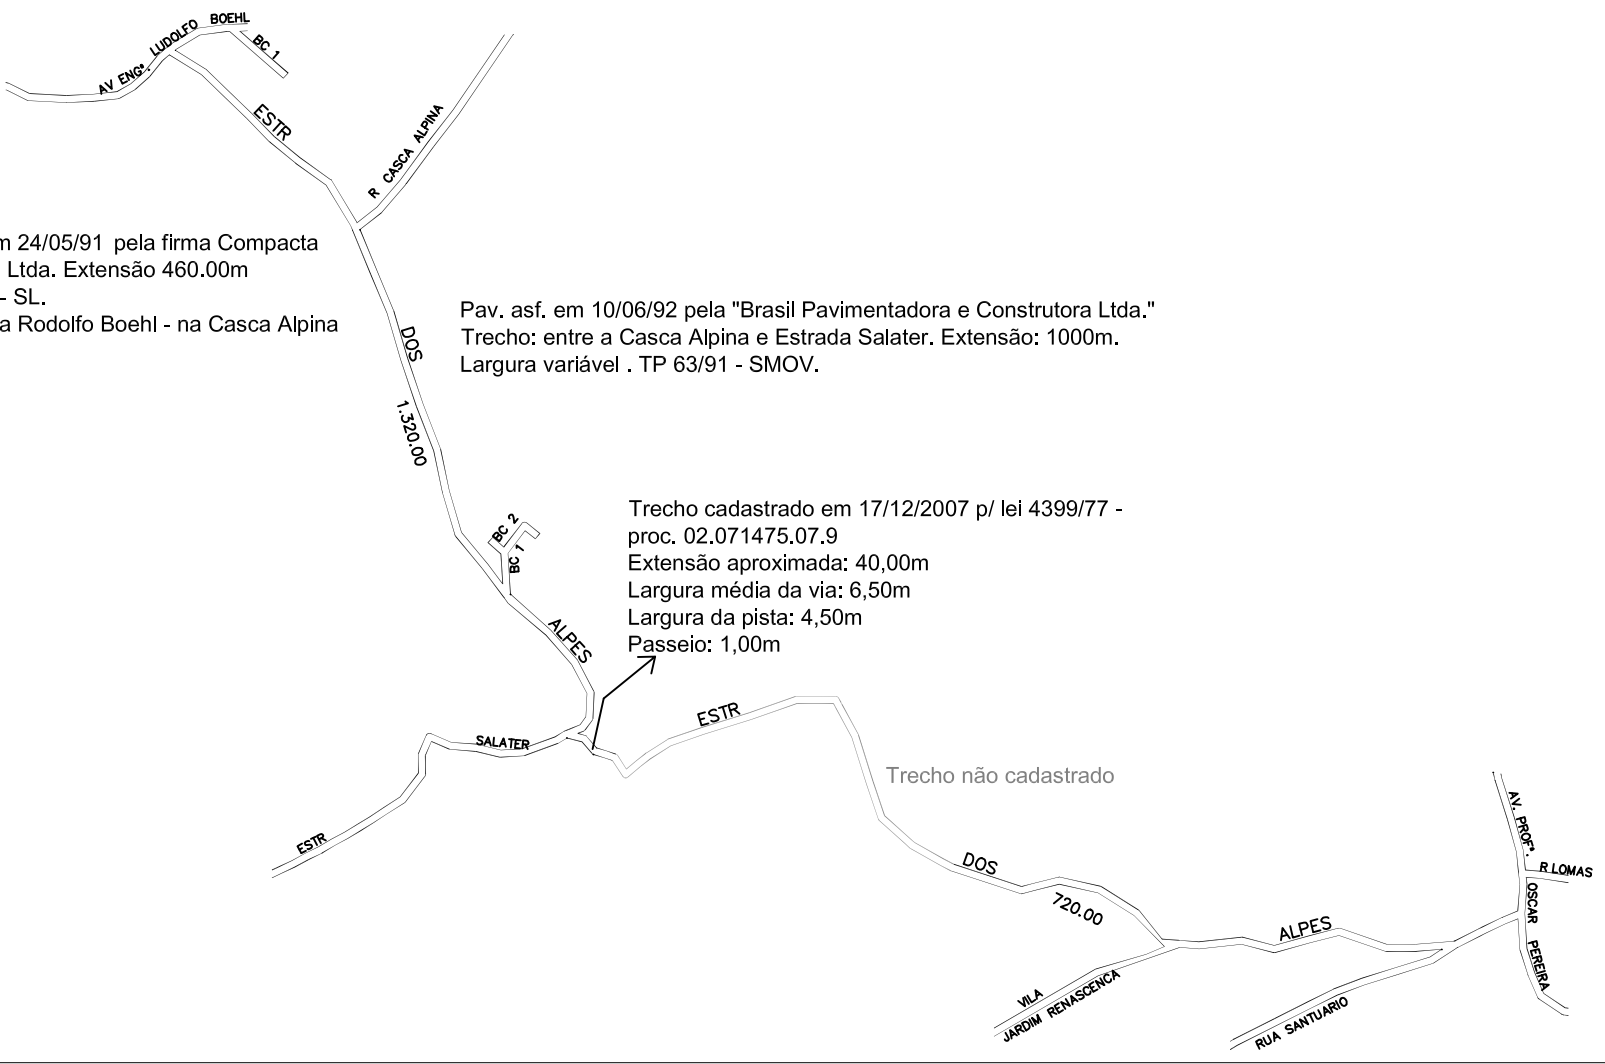 AV ENGº. LUDOLFO BOEHL
BC 1
ESTR
R CASCA ALPINA
24/05/91 pela firma Compacta
Ltda. Extensão 460.00m
- SL.
Rodolfo Boehl - na Casca Alpina
DOS
Pav. asf. em 10/06/92 pela "Brasil Pavimentadora e Construtora Ltda."
Trecho: entre a Casca Alpina e Estrada Salater. Extensão: 1000m.
Largura variável . TP 63/91 - SMOV.
1.320.00
BC 2
BC 1
Trecho cadastrado em 17/12/2007 p/ lei 4399/77 -
proc. 02.071475.07.9
Extensão aproximada: 40,00m
Largura média da via: 6,50m
Largura da pista: 4,50m
Passeio: 1,00m
ALPES
ESTR
SALATER
ESTR
Trecho não cadastrado
DOS
720.00
ALPES
AV. PROFª. OSCAR PEREIRA
R LOMAS
VILA
JARDIM RENASCENCA
RUA SANTUARIO